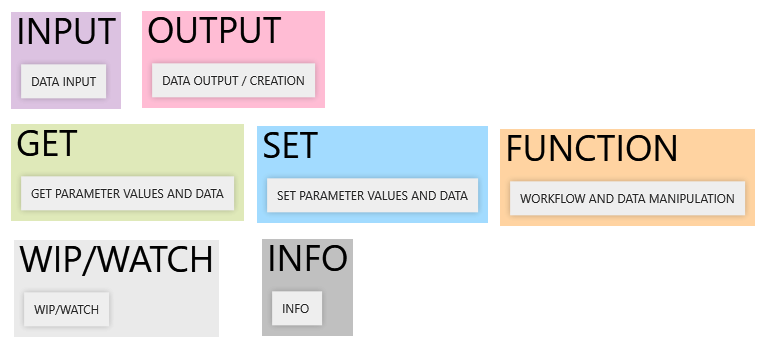 INPUT
DATA INPUT
OUTPUT
DATA OUTPUT / CREATION
GET
GET PARAMETER VALUES AND DATA
SET
SET PARAMETER VALUES AND DATA
FUNCTION
WORKFLOW AND DATA MANIPULATION
WIP/WATCH
WIP/WATCH
INFO
INFO